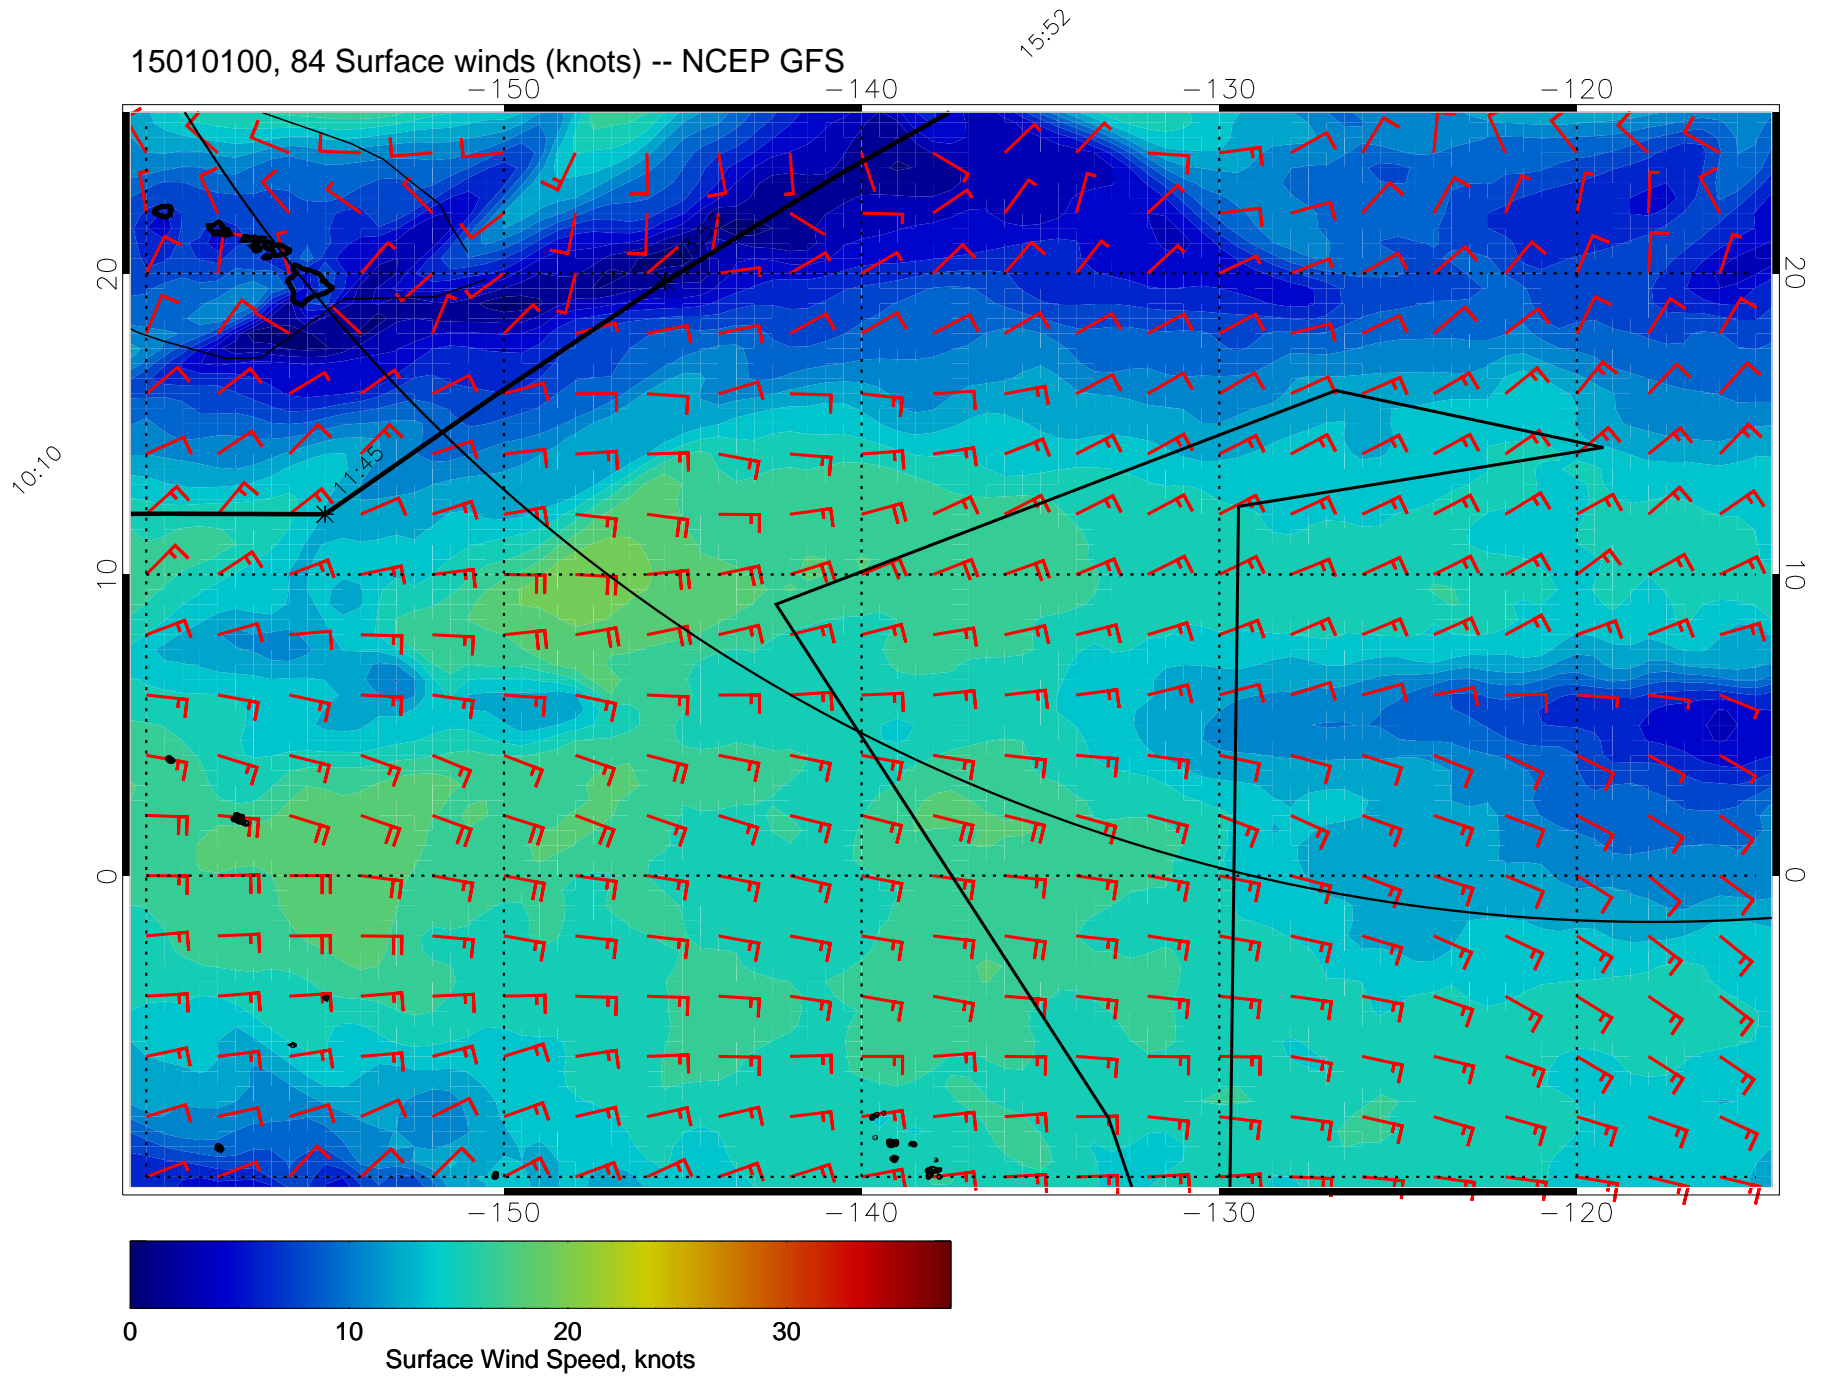 15:52
15010100, 84 Surface winds (knots) -- NCEP GFS
-150 -140 -130 -120
20 20
10:10
11:45
10 10
0 0
-150 -140 -130 -120
0 10 20 30
Surface Wind Speed, knots